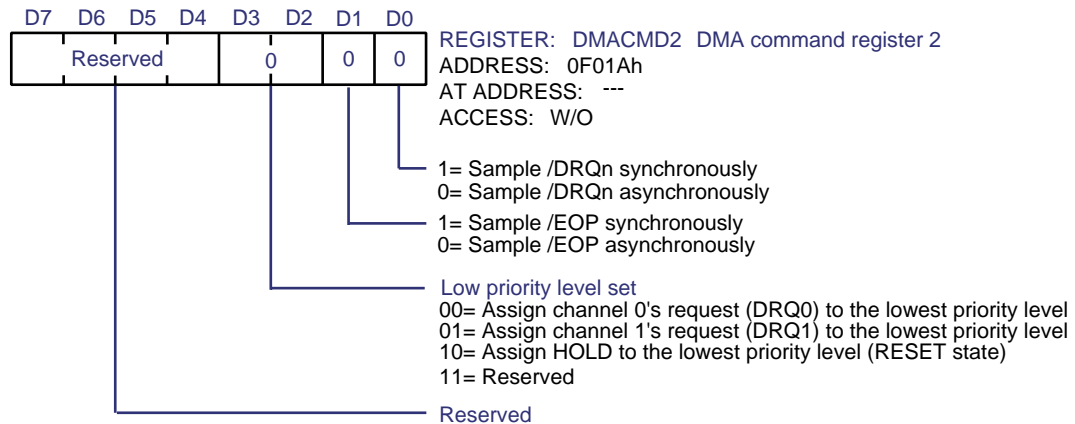 D7 D6 D5 D4 D3 D2 D1 D0
Reserved 0 0 0
REGISTER: DMACMD2 DMA command register 2
ADDRESS: 0F01Ah
AT ADDRESS: ---
ACCESS: W/O
1= Sample /DRQn synchronously
0= Sample /DRQn asynchronously
1= Sample /EOP synchronously
0= Sample /EOP asynchronously
Low priority level set
00= Assign channel 0's request (DRQ0) to the lowest priority level
01= Assign channel 1's request (DRQ1) to the lowest priority level
10= Assign HOLD to the lowest priority level (RESET state)
11= Reserved
Reserved